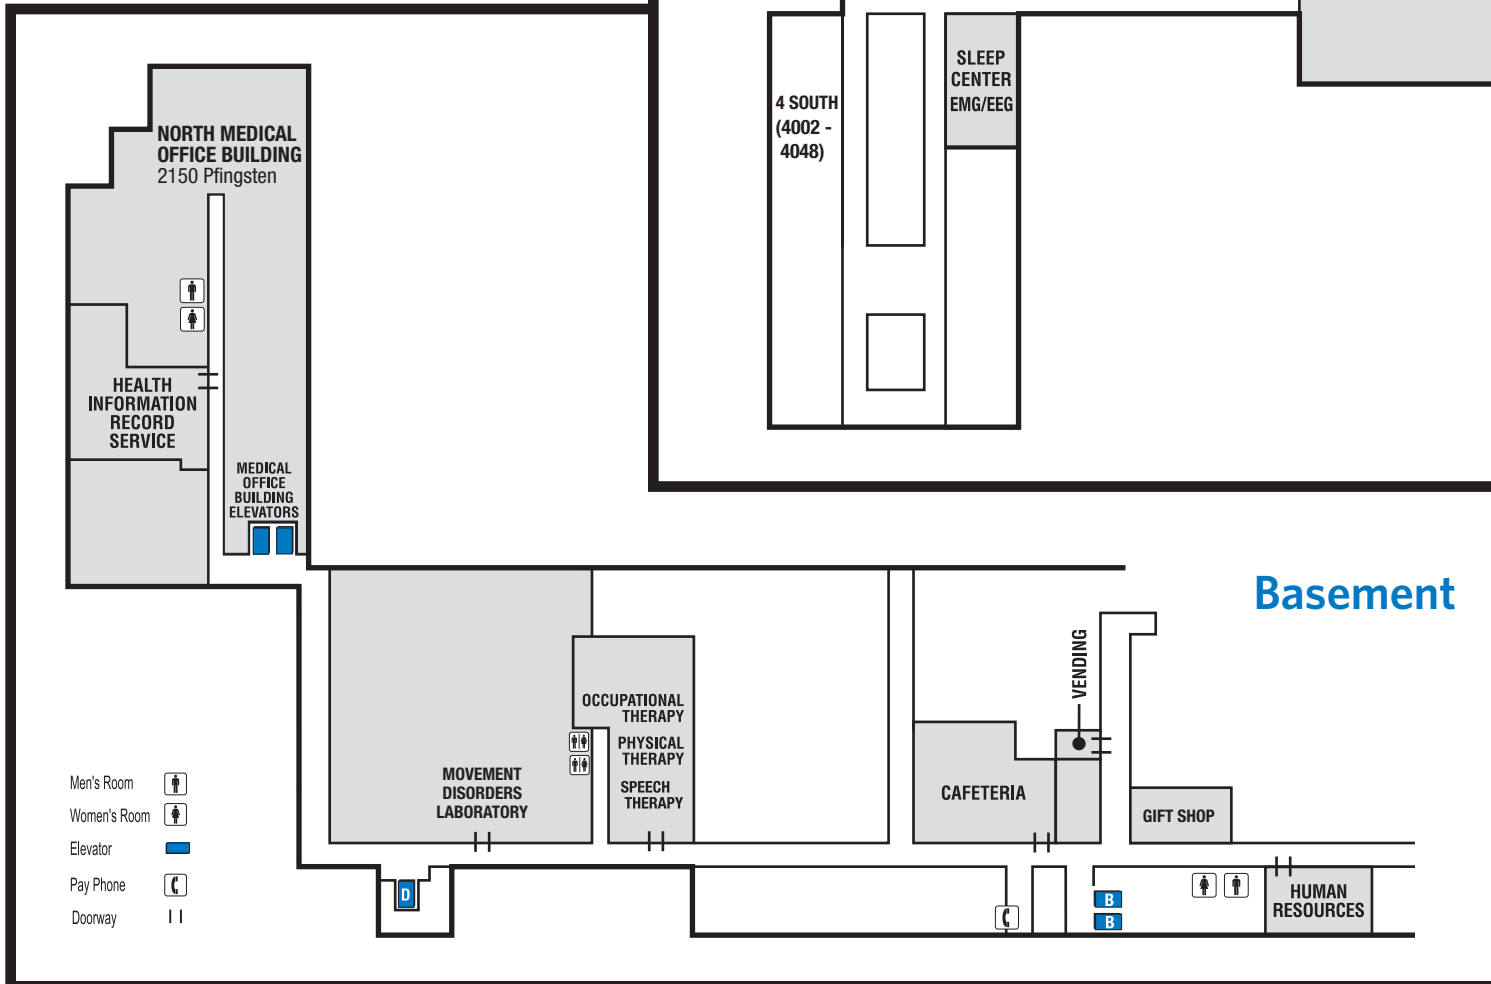 SLEEP
CENTER
EMG/EEG
4 SOUTH
(4002 -
4048)
NORTH MEDICAL
OFFICE BUILDING
2150 Pfingsten
HEALTH
INFORMATION
RECORD
SERVICE
MEDICAL
OFFICE
BUILDING
ELEVATORS
Basement
OCCUPATIONAL
THERAPY
PHYSICAL
THERAPY
SPEECH
THERAPY
MOVEMENT
DISORDERS
LABORATORY
VENDING
CAFETERIA
GIFT SHOP
HUMAN
RESOURCES
D
B
B
Men's Room
Women's Room
Elevator
Pay Phone
Doorway